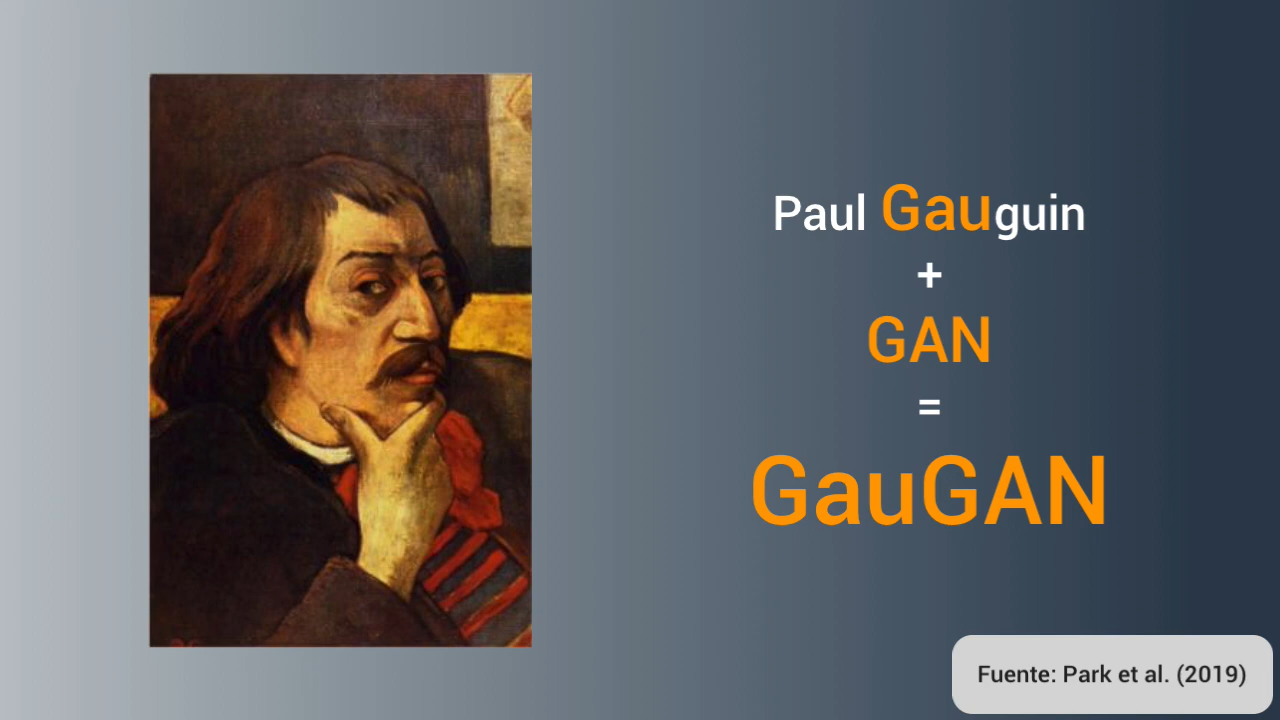 Paul Gauguin
+
GAN
=
GauGAN
Fuente: Park et al. (2019)